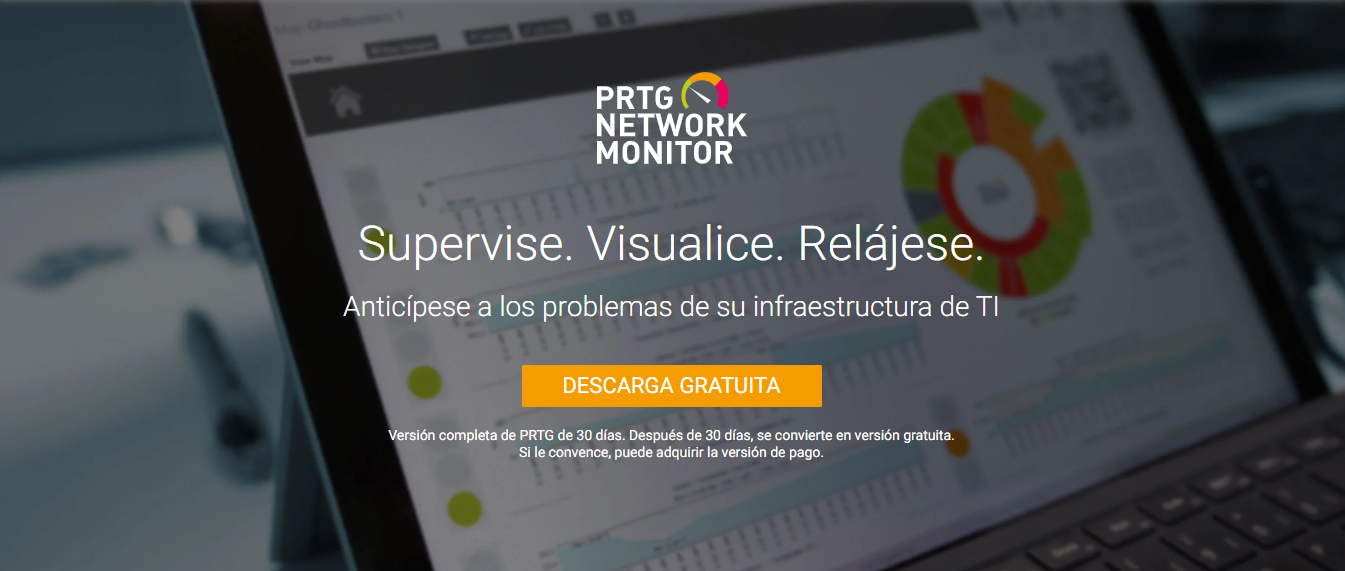 PRTG
NETWORK
MONITOR
Supervise. Visualice. Relájese.
Anticípese a los problemas de su infraestructura de TI
DESCARGA GRATUITA
Versión completa de PRTG de 30 días. Después de 30 días, se convierte en versión gratuita.
Si le convence, puede adquirir la versión de pago.